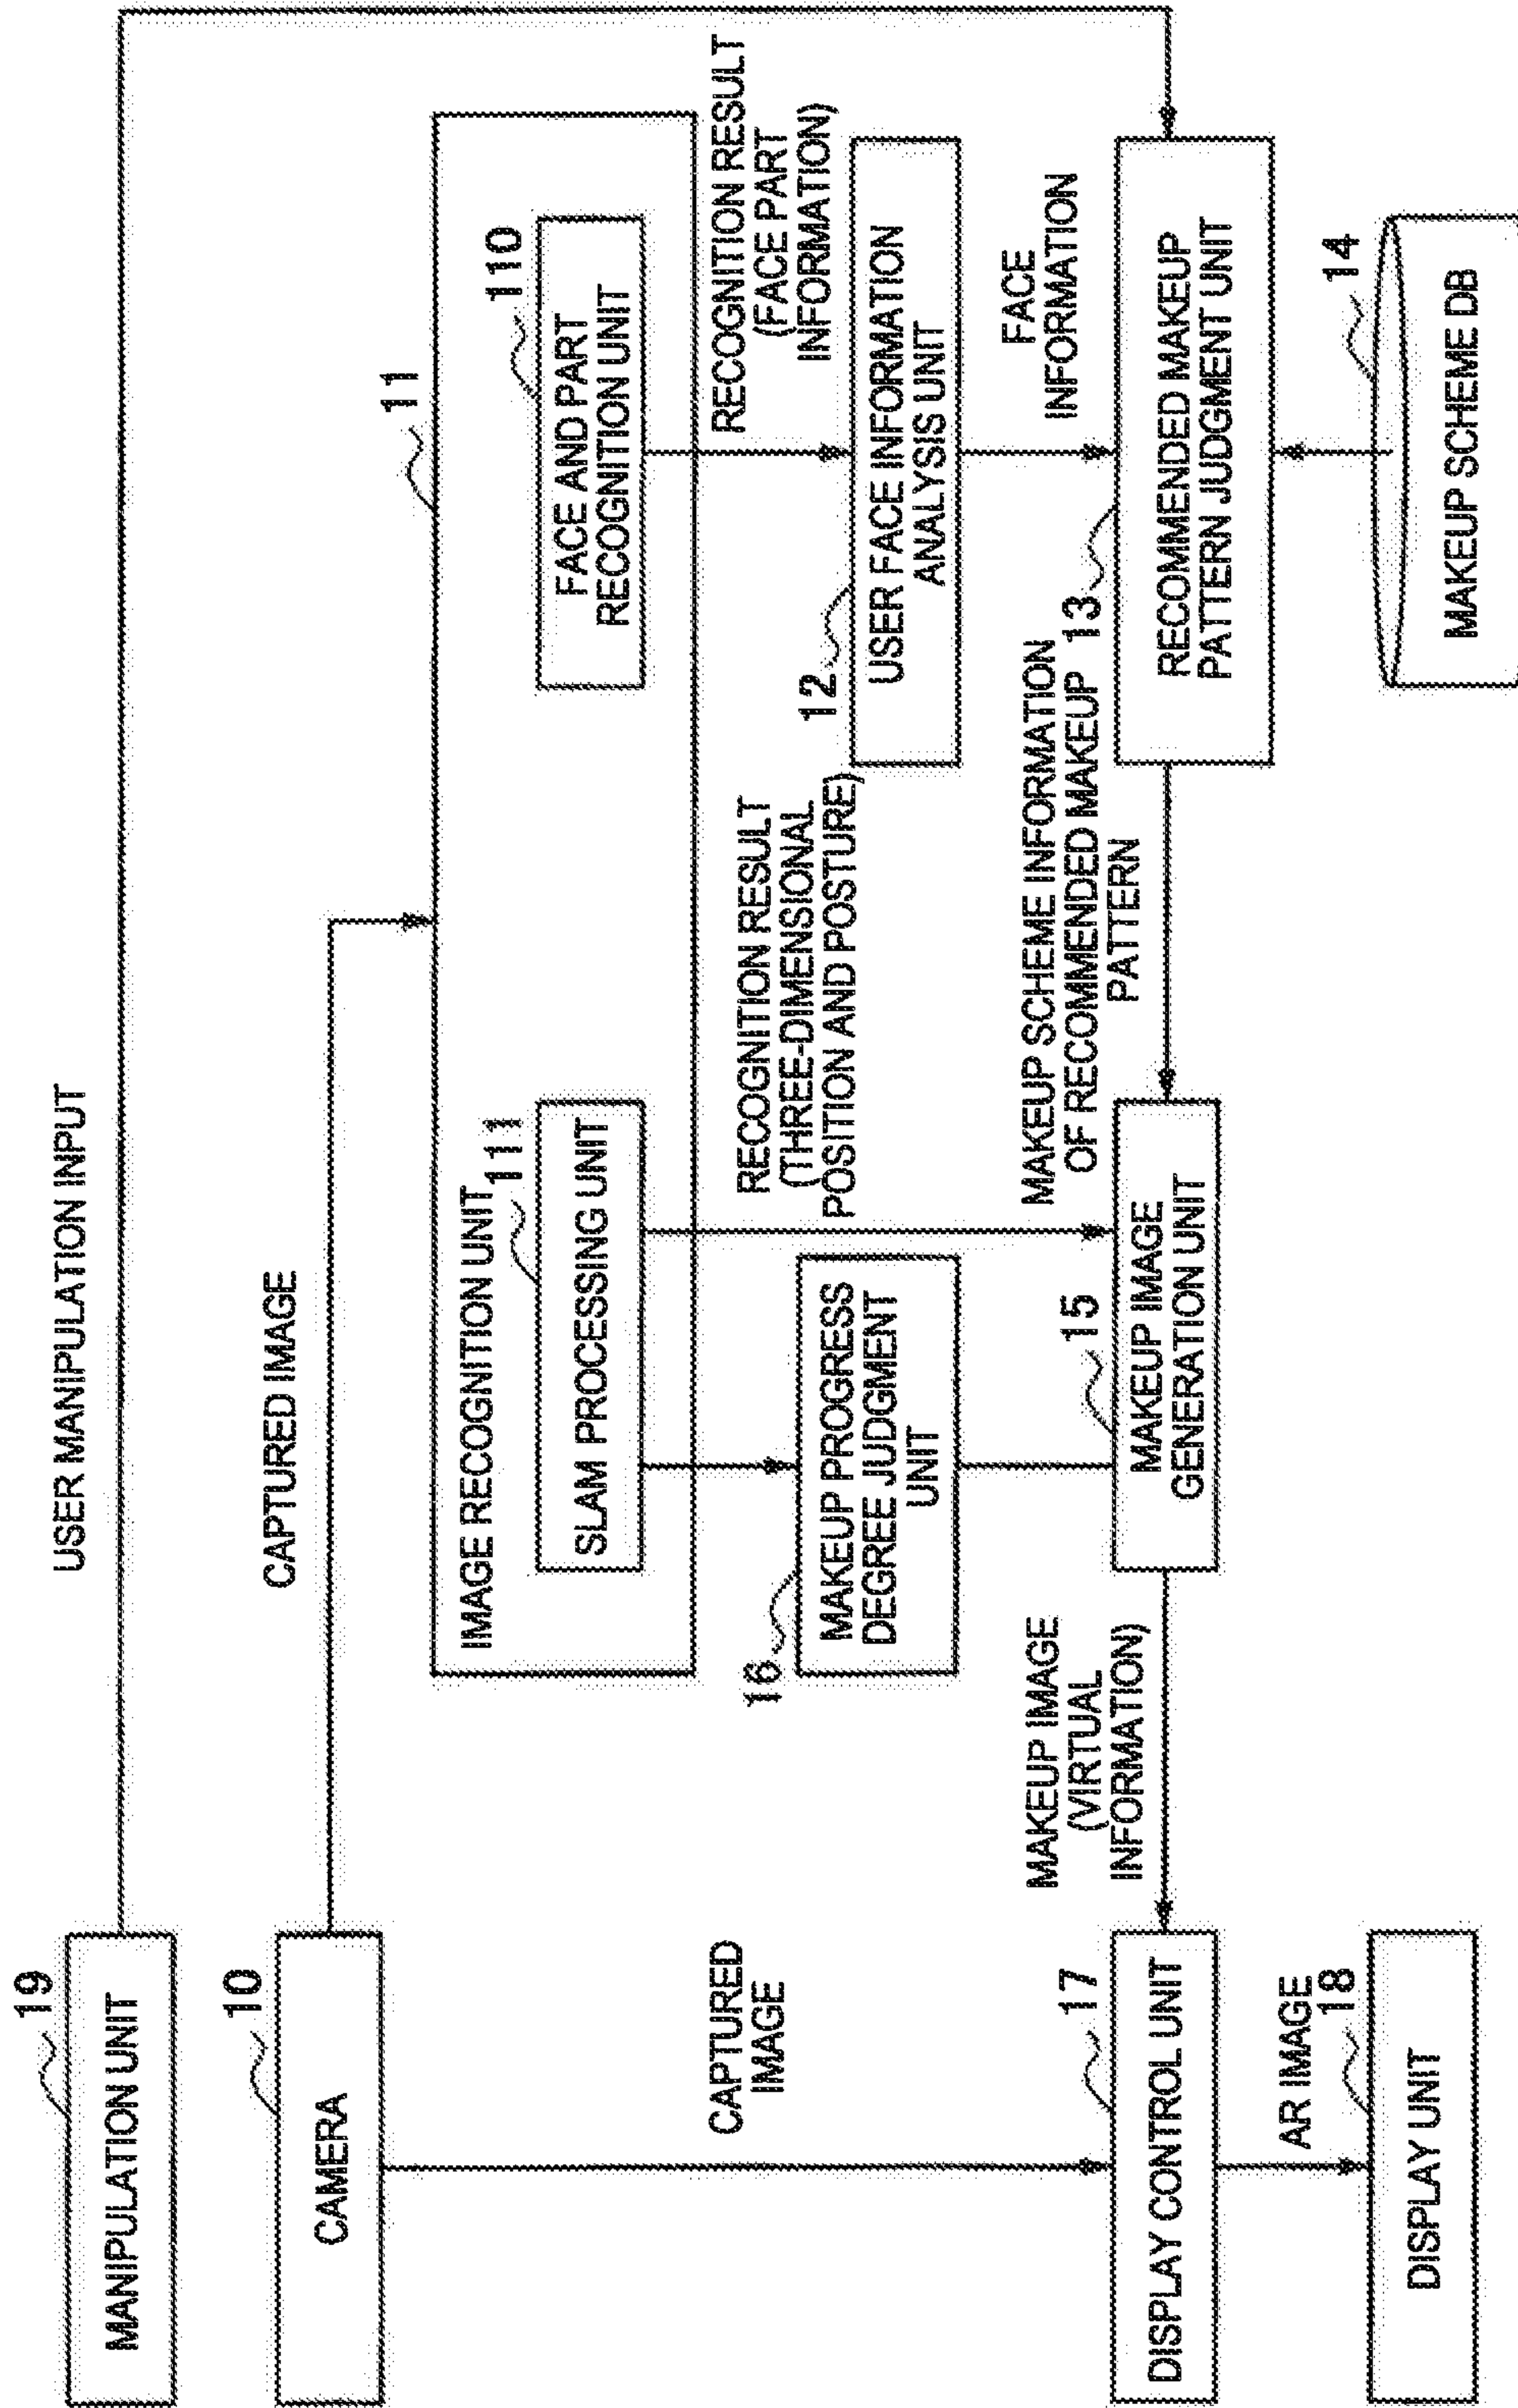 USER MANIPULATION INPUT
19
MANIPULATION UNIT
CAPTURED IMAGE
10
CAMERA
11
IMAGE RECOGNITION UNIT
111
SLAM PROCESSING UNIT
110
FACE AND PART
RECOGNITION UNIT
CAPTURED
IMAGE
RECOGNITION RESULT
(THREE-DIMENSIONAL
POSITION AND POSTURE)
RECOGNITION RESULT
(FACE PART
INFORMATION)
16
MAKEUP PROGRESS
DEGREE JUDGMENT
UNIT
12
USER FACE INFORMATION
ANALYSIS UNIT
MAKEUP IMAGE
(VIRTUAL
INFORMATION)
MAKEUP SCHEME INFORMATION
OF RECOMMENDED MAKEUP
PATTERN
FACE
INFORMATION
17
DISPLAY CONTROL UNIT
15
MAKEUP IMAGE
GENERATION UNIT
13
RECOMMENDED MAKEUP
PATTERN JUDGMENT UNIT
AR IMAGE
18
DISPLAY UNIT
14
MAKEUP SCHEME DB